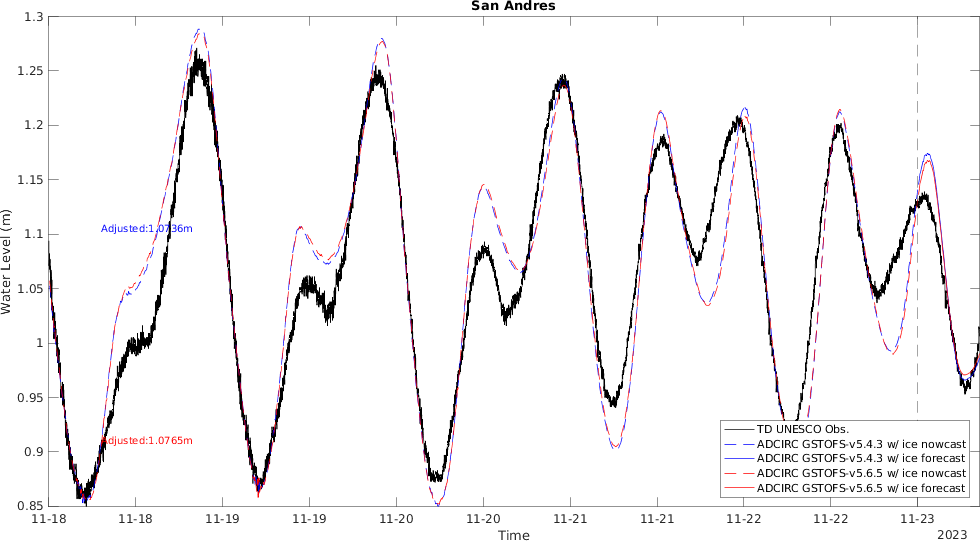 San Andres
1.3
1.25
1.2
1.15
1.1
1.05
1
0.95
0.9
0.85
Water Level (m)
Adjusted:1.0736m
Adjusted:1.0765m
TD UNESCO Obs.
ADCIRC GSTOFS-v5.4.3 w/ ice nowcast
ADCIRC GSTOFS-v5.4.3 w/ ice forecast
ADCIRC GSTOFS-v5.6.5 w/ ice nowcast
ADCIRC GSTOFS-v5.6.5 w/ ice forecast
11-18 11-18 11-19 11-19 11-20 11-20 11-21 11-21 11-22 11-22 11-23
Time
2023